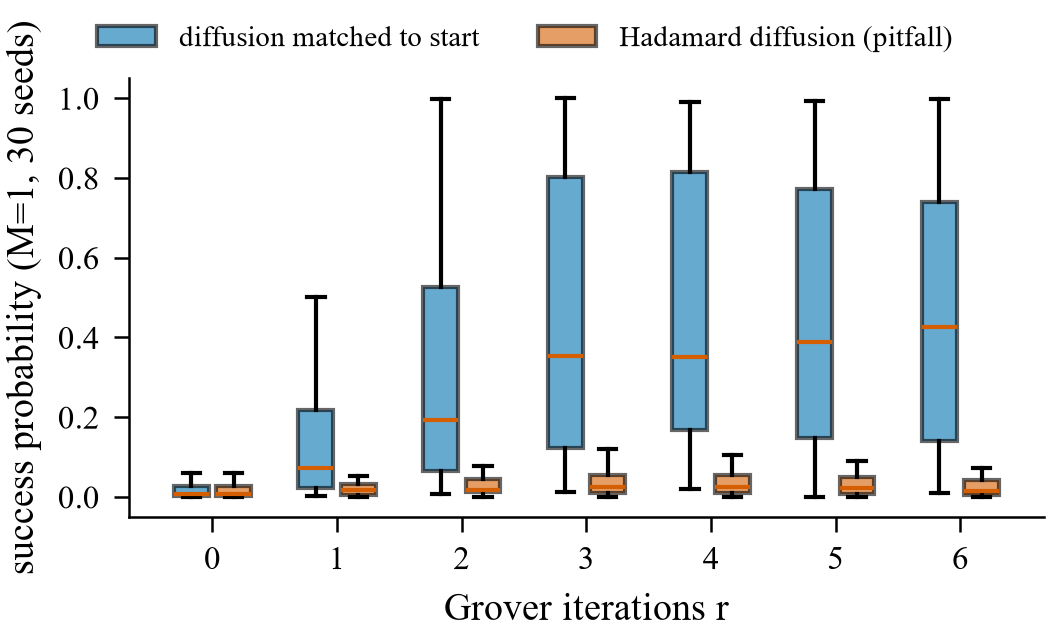 diffusion matched to start
Hadamard diffusion (pitfall)
success probability (M=1, 30 seeds)
1.0
0.8
0.6
0.4
0.2
0.0
0 1 2 3 4 5 6
Grover iterations r